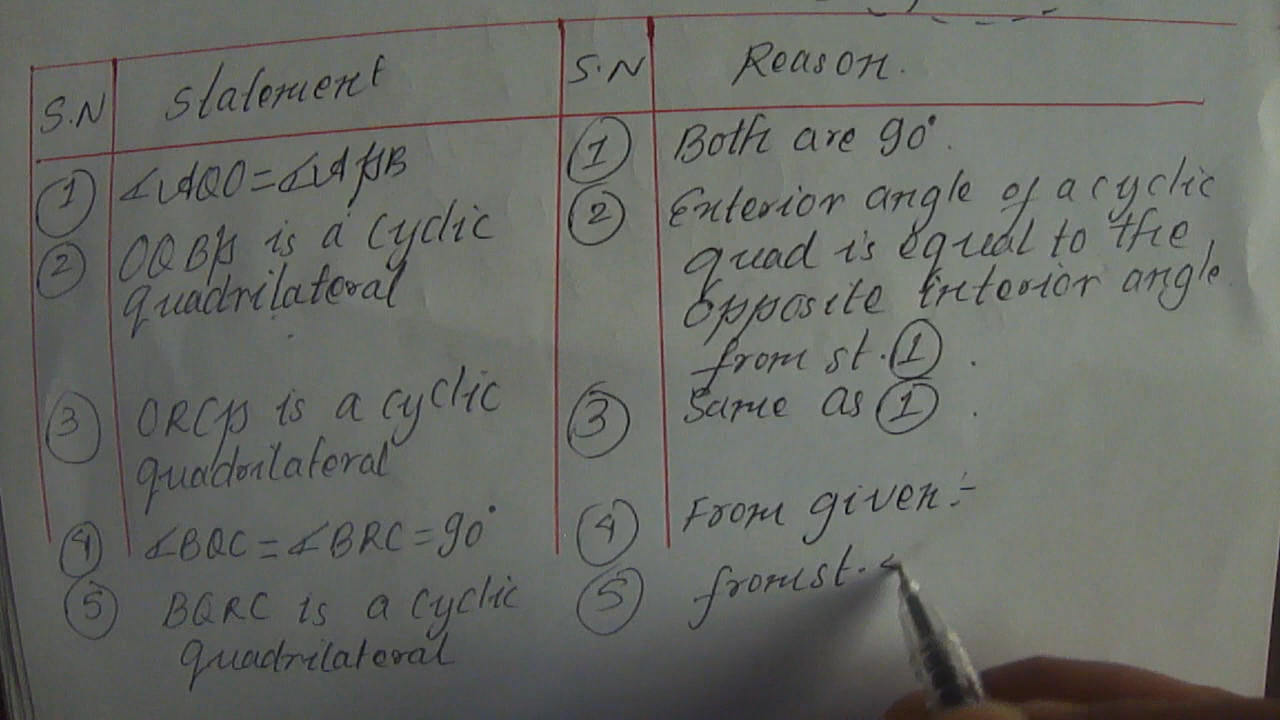 S.N Statement S.N Reason.
① ∠AQO = ∠APB ① Both are 90°.
② OQBP is a cyclic ② Exterior angle of a cyclic
quadrilateral quad is equal to the
opposite interior angle
from st. ① .
③ ORCP is a cyclic ③ Same as ① .
quadrilateral
④ ∠BQC = ∠BRC = 90° ④ From given :-
⑤ BQRC is a cyclic ⑤ from st.
quadrilateral